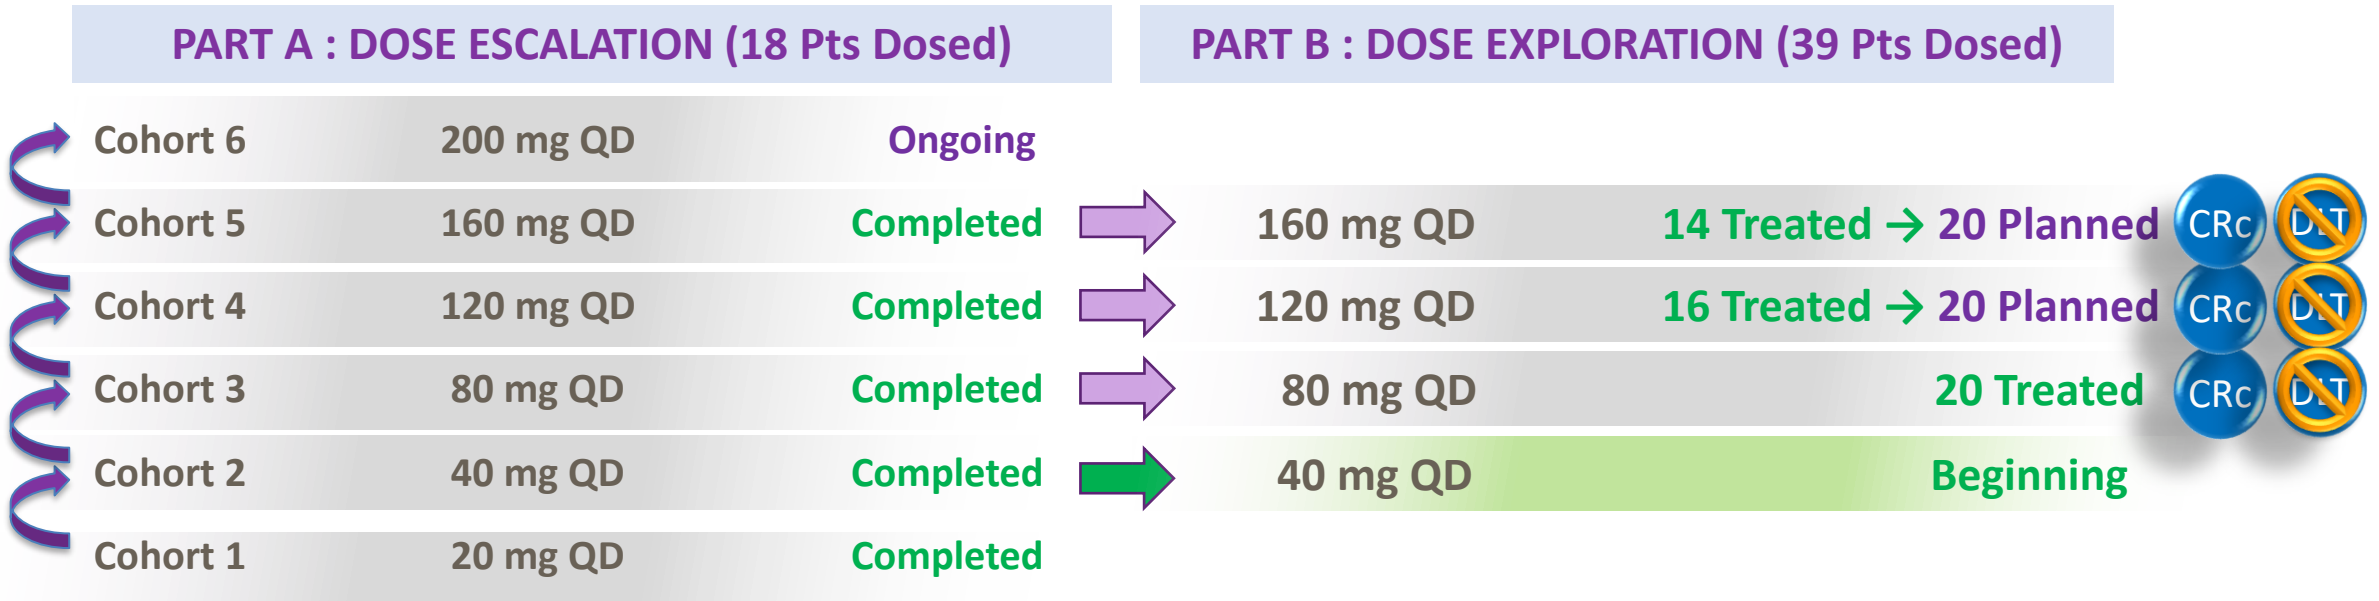 PART A : DOSE ESCALATION (18 Pts Dosed)
PART B : DOSE EXPLORATION (39 Pts Dosed)
Cohort 6 200 mg QD Ongoing
Cohort 5 160 mg QD Completed 160 mg QD 14 Treated → 20 Planned CRc DLT
Cohort 4 120 mg QD Completed 120 mg QD 16 Treated → 20 Planned CRc DLT
Cohort 3 80 mg QD Completed 80 mg QD 20 Treated CRc DLT
Cohort 2 40 mg QD Completed 40 mg QD Beginning
Cohort 1 20 mg QD Completed